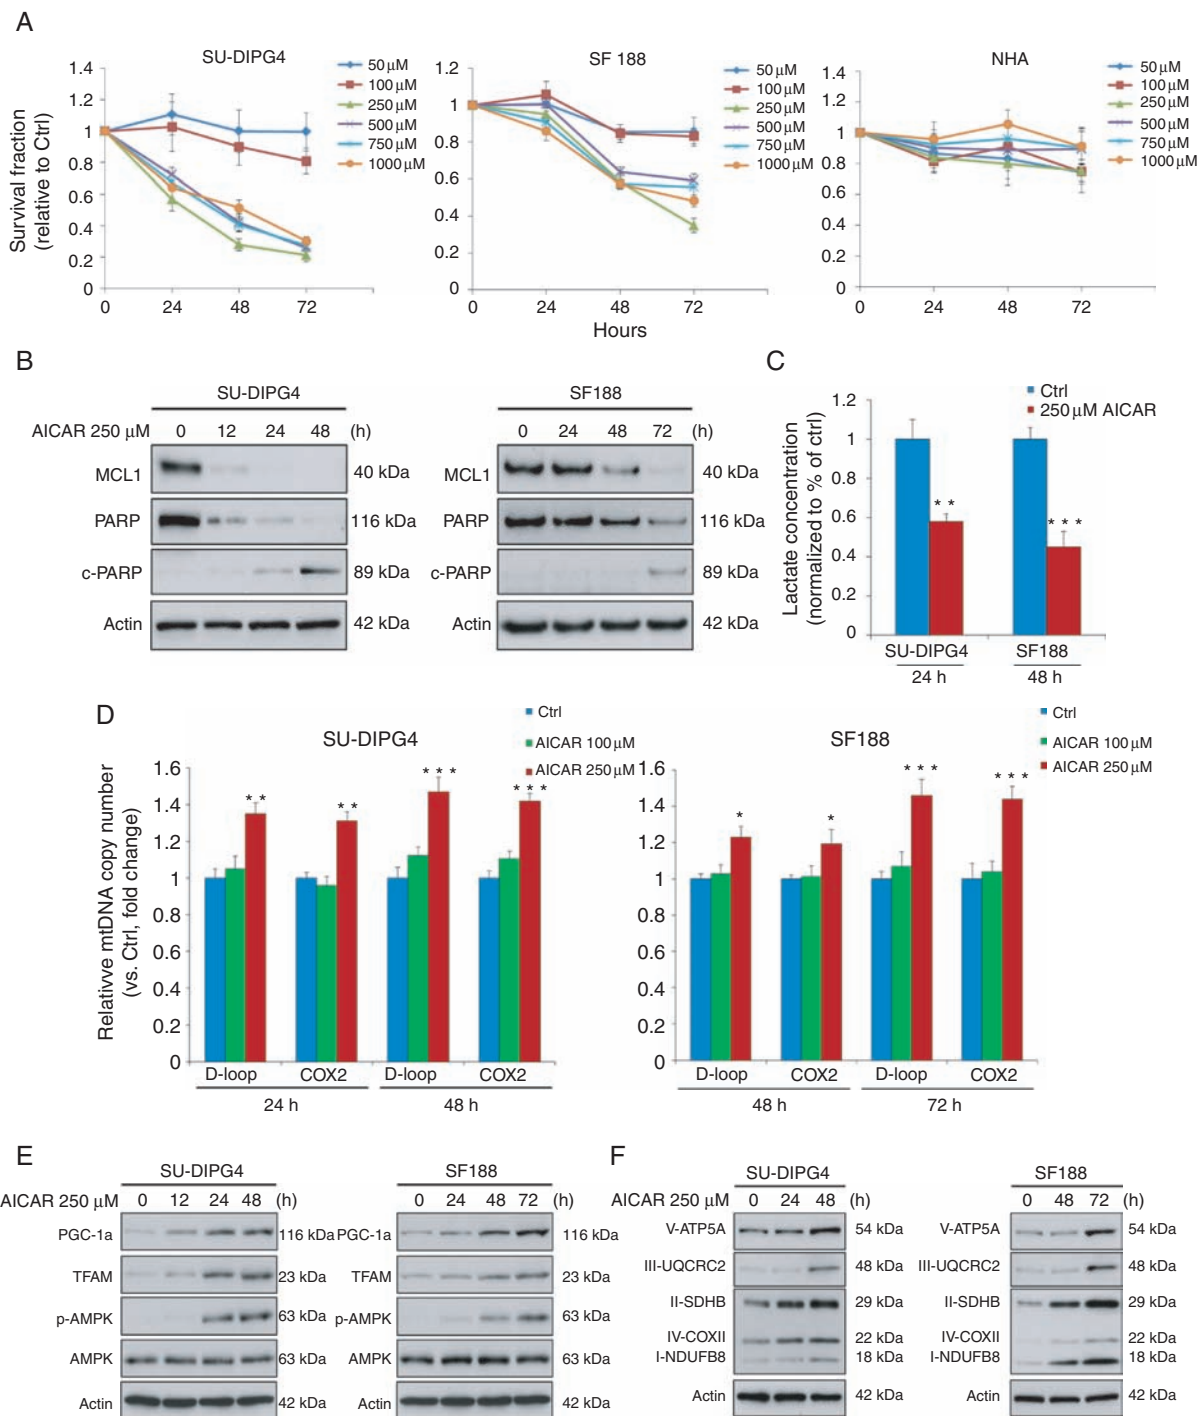 A
SU-DIPG4
50 µM
100 µM
250 µM
500 µM
750 µM
1000 µM
1.4
1.2
1
0.8
0.6
0.4
0.2
0
0 24 48 72
Survival fraction
(relative to Ctrl)
SF 188
50 µM
100 µM
250 µM
500 µM
750 µM
1000 µM
1.2
1
0.8
0.6
0.4
0.2
0
0 24 48 72
Hours
NHA
50 µM
100 µM
250 µM
500 µM
750 µM
1000 µM
1.4
1.2
1
0.8
0.6
0.4
0.2
0
0 24 48 72
B
SU-DIPG4
AICAR 250 µM 0 12 24 48 (h)
MCL1 40 kDa
PARP 116 kDa
c-PARP 89 kDa
Actin 42 kDa
SF188
0 24 48 72 (h)
MCL1 40 kDa
PARP 116 kDa
c-PARP 89 kDa
Actin 42 kDa
C
Ctrl
250 µM AICAR
Lactate concentration
(normalized to % of ctrl)
1.2
1
0.8
0.6
0.4
0.2
0
* *
* * *
SU-DIPG4 SF188
24 h 48 h
D
SU-DIPG4
Ctrl
AICAR 100 µM
AICAR 250 µM
Relativve mtDNA copy number
(vs. Ctrl, fold change)
1.6
1.4
1.2
1
0.8
0.6
0.4
0.2
0
* *
* *
* * *
* * *
D-loop COX2 D-loop COX2
24 h 48 h
SF188
Ctrl
AICAR 100 µM
AICAR 250 µM
1.6
1.4
1.2
1
0.8
0.6
0.4
0.2
0
*
*
* * *
* * *
D-loop COX2 D-loop COX2
48 h 72 h
E
SU-DIPG4
AICAR 250 µM 0 12 24 48 (h)
PGC-1a 116 kDa
TFAM 23 kDa
p-AMPK 63 kDa
AMPK 63 kDa
Actin 42 kDa
SF188
0 24 48 72 (h)
PGC-1a 116 kDa
TFAM 23 kDa
p-AMPK 63 kDa
AMPK 63 kDa
Actin 42 kDa
F
SU-DIPG4
AICAR 250 µM 0 24 48 (h)
V-ATP5A 54 kDa
III-UQCRC2 48 kDa
II-SDHB 29 kDa
IV-COXII 22 kDa
I-NDUFB8 18 kDa
Actin 42 kDa
SF188
0 48 72 (h)
V-ATP5A 54 kDa
III-UQCRC2 48 kDa
II-SDHB 29 kDa
IV-COXII 22 kDa
I-NDUFB8 18 kDa
Actin 42 kDa